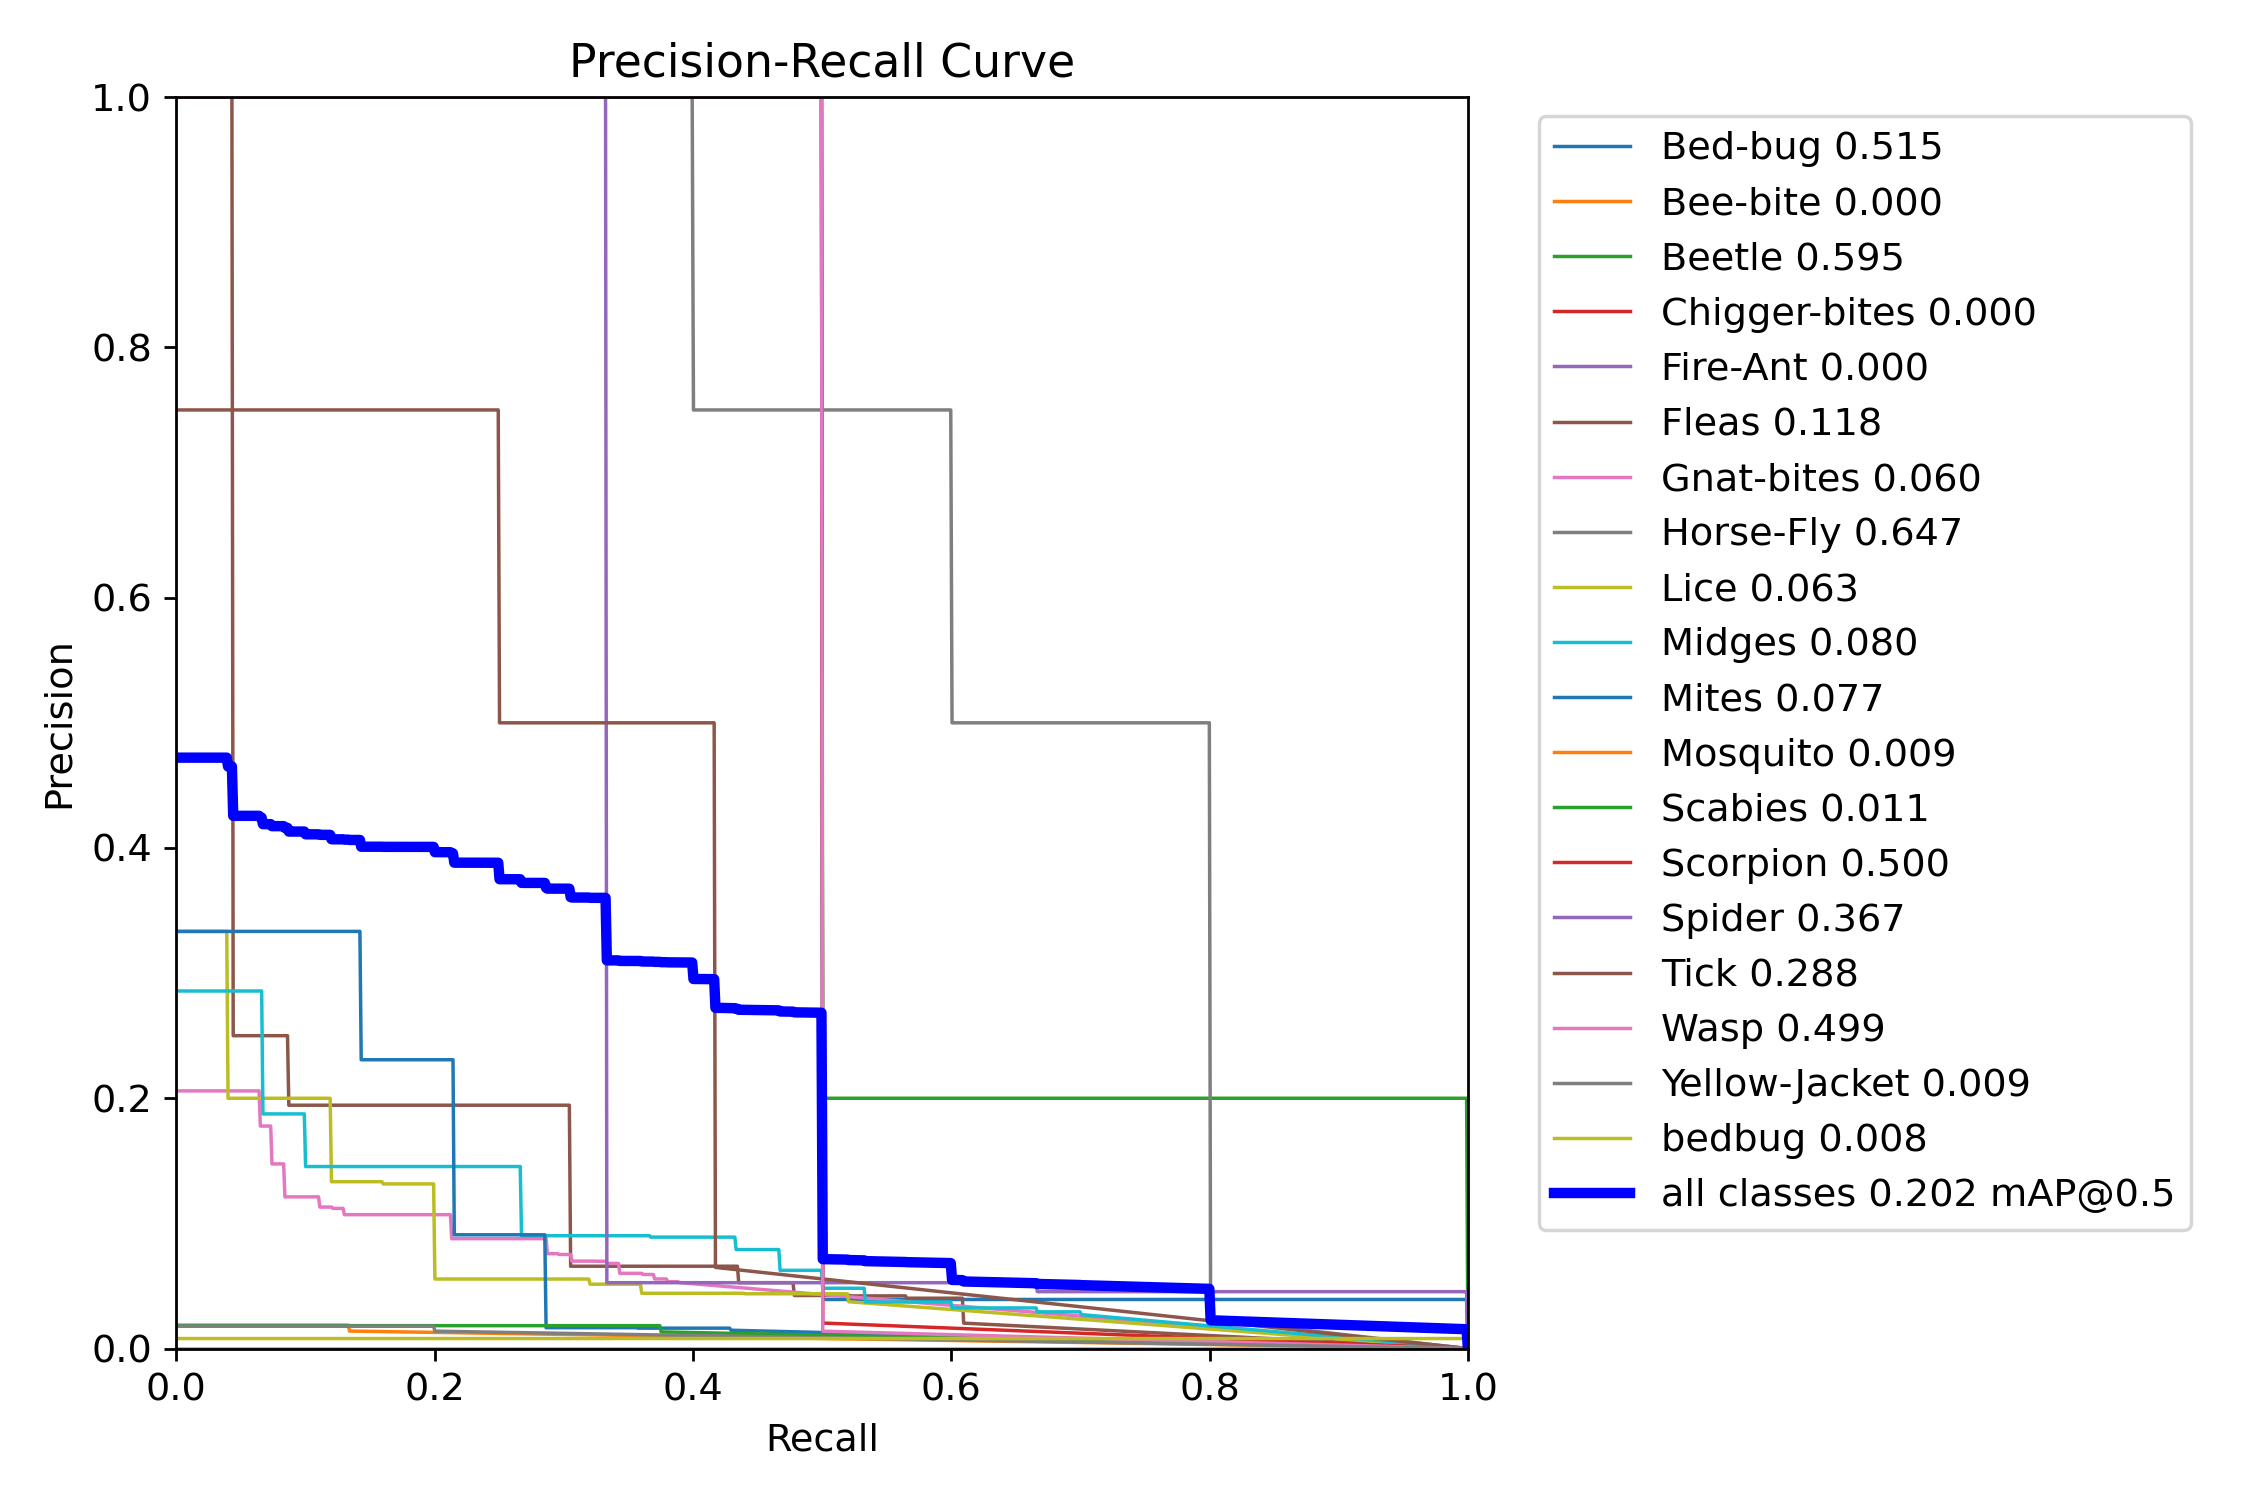 Precision-Recall Curve
1.0
0.8
0.6
0.4
0.2
0.0
Precision
0.0 0.2 0.4 0.6 0.8 1.0
Recall
Bed-bug 0.515
Bee-bite 0.000
Beetle 0.595
Chigger-bites 0.000
Fire-Ant 0.000
Fleas 0.118
Gnat-bites 0.060
Horse-Fly 0.647
Lice 0.063
Midges 0.080
Mites 0.077
Mosquito 0.009
Scabies 0.011
Scorpion 0.500
Spider 0.367
Tick 0.288
Wasp 0.499
Yellow-Jacket 0.009
bedbug 0.008
all classes 0.202 mAP@0.5